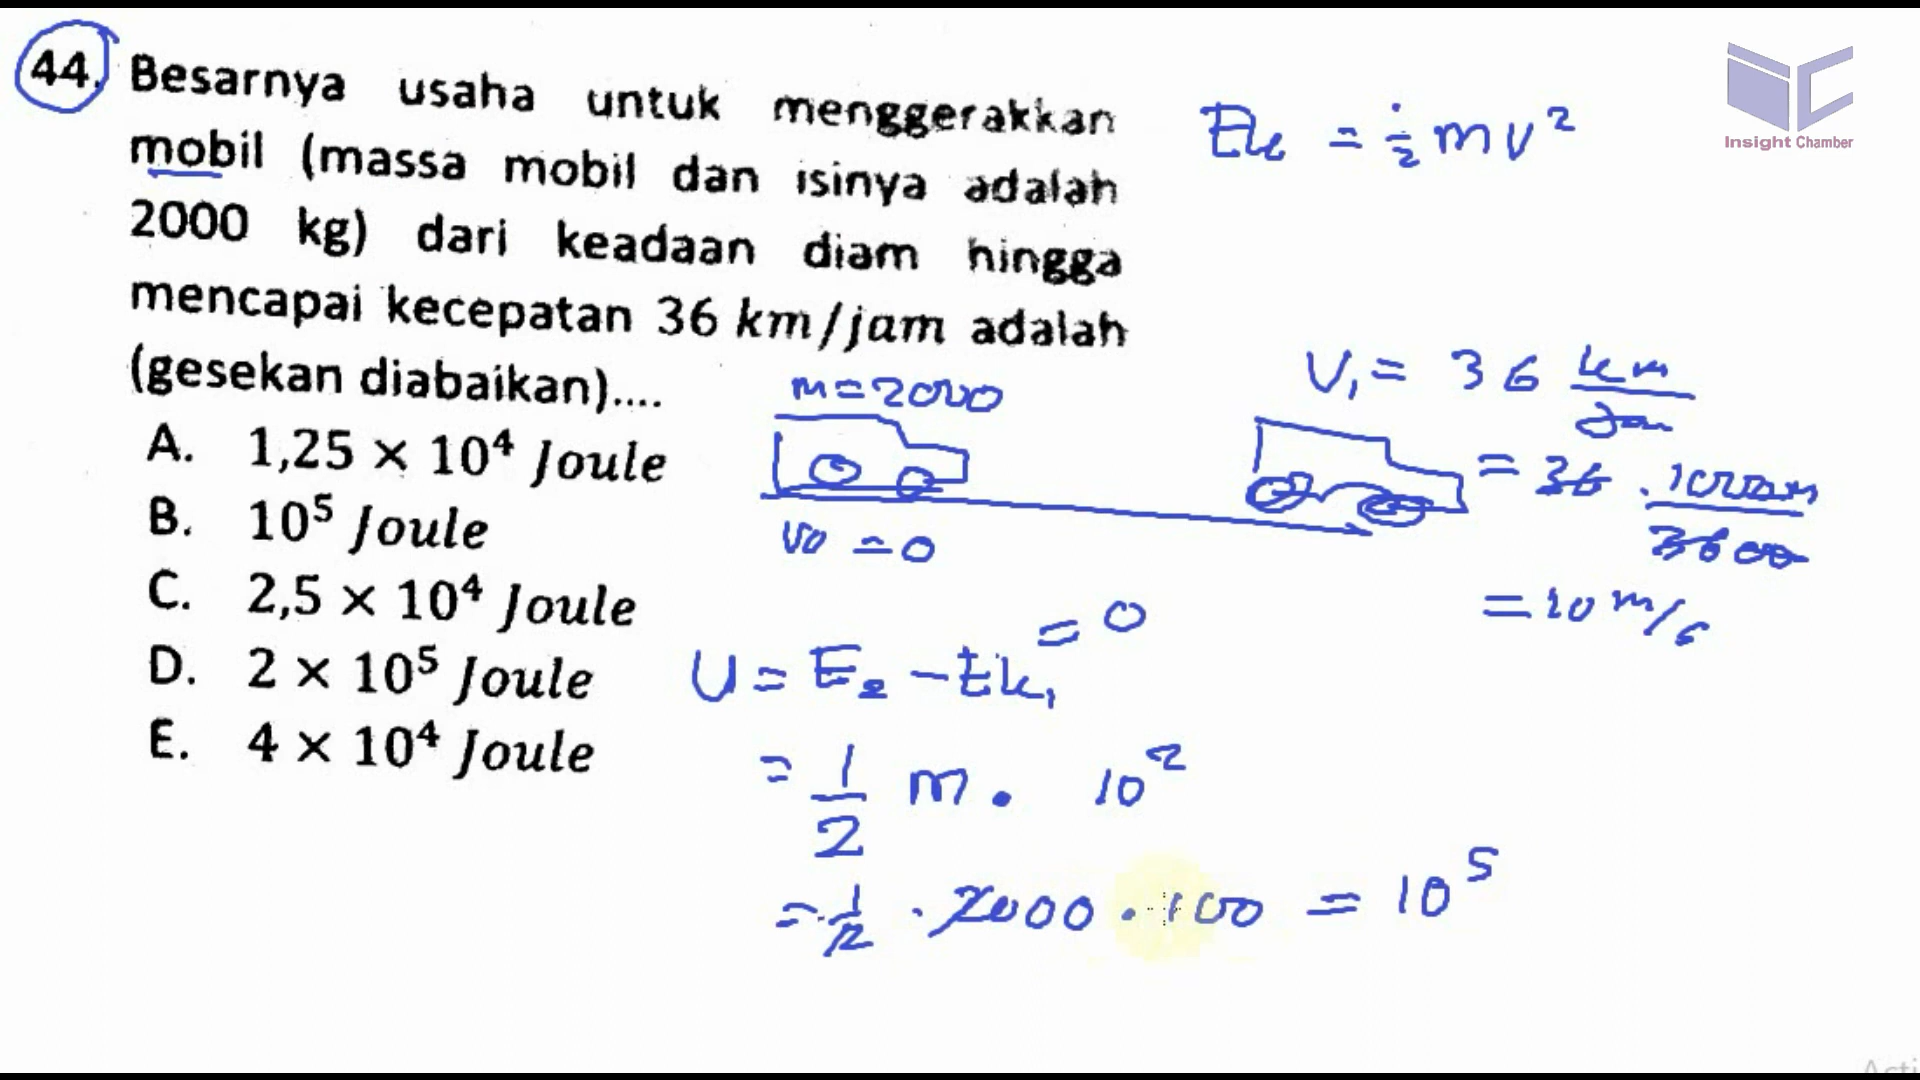 44. Besarnya usaha untuk menggerakkan
mobil (massa mobil dan isinya adalah
2000 kg) dari keadaan diam hingga
mencapai kecepatan 36 km/jam adalah
(gesekan diabaikan)....
A. 1,25 × 10⁴ Joule
B. 10⁵ Joule
C. 2,5 × 10⁴ Joule
D. 2 × 10⁵ Joule
E. 4 × 10⁴ Joule
Ek = 1/2 m v²
Insight Chamber
m = 2000
v0 = 0
V₁ = 36 km/Jam
= 36 . 1000 m/3600
= 10 m/s
U = E₂ - Ek₁ = 0
= 1/2 m . 10²
= 1/2 . 2000 . 100 = 10⁵